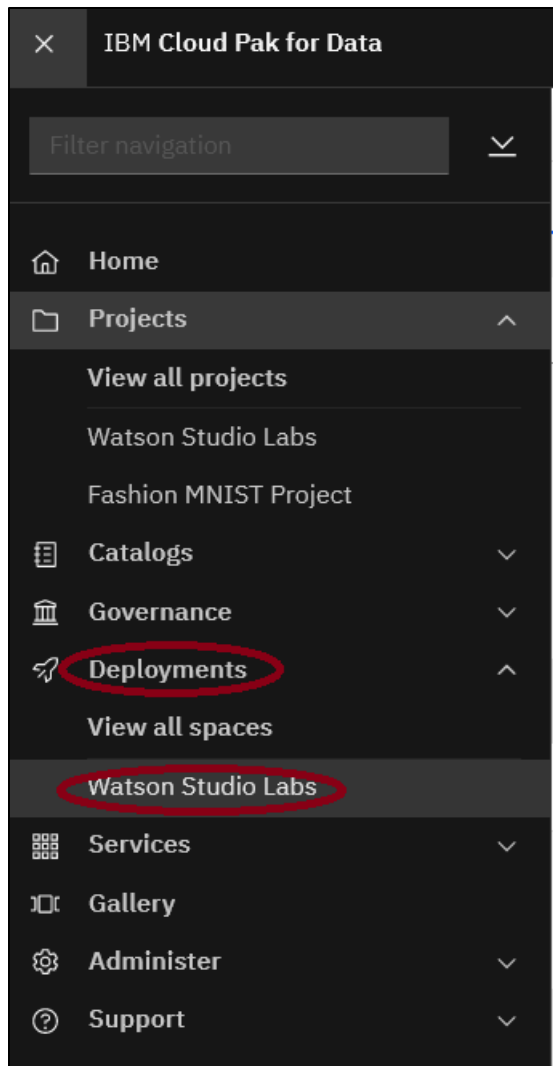 IBM Cloud Pak for Data
Filter navigation
Home
Projects
View all projects
Watson Studio Labs
Fashion MNIST Project
Catalogs
Governance
Deployments
View all spaces
Watson Studio Labs
Services
Gallery
Administer
Support